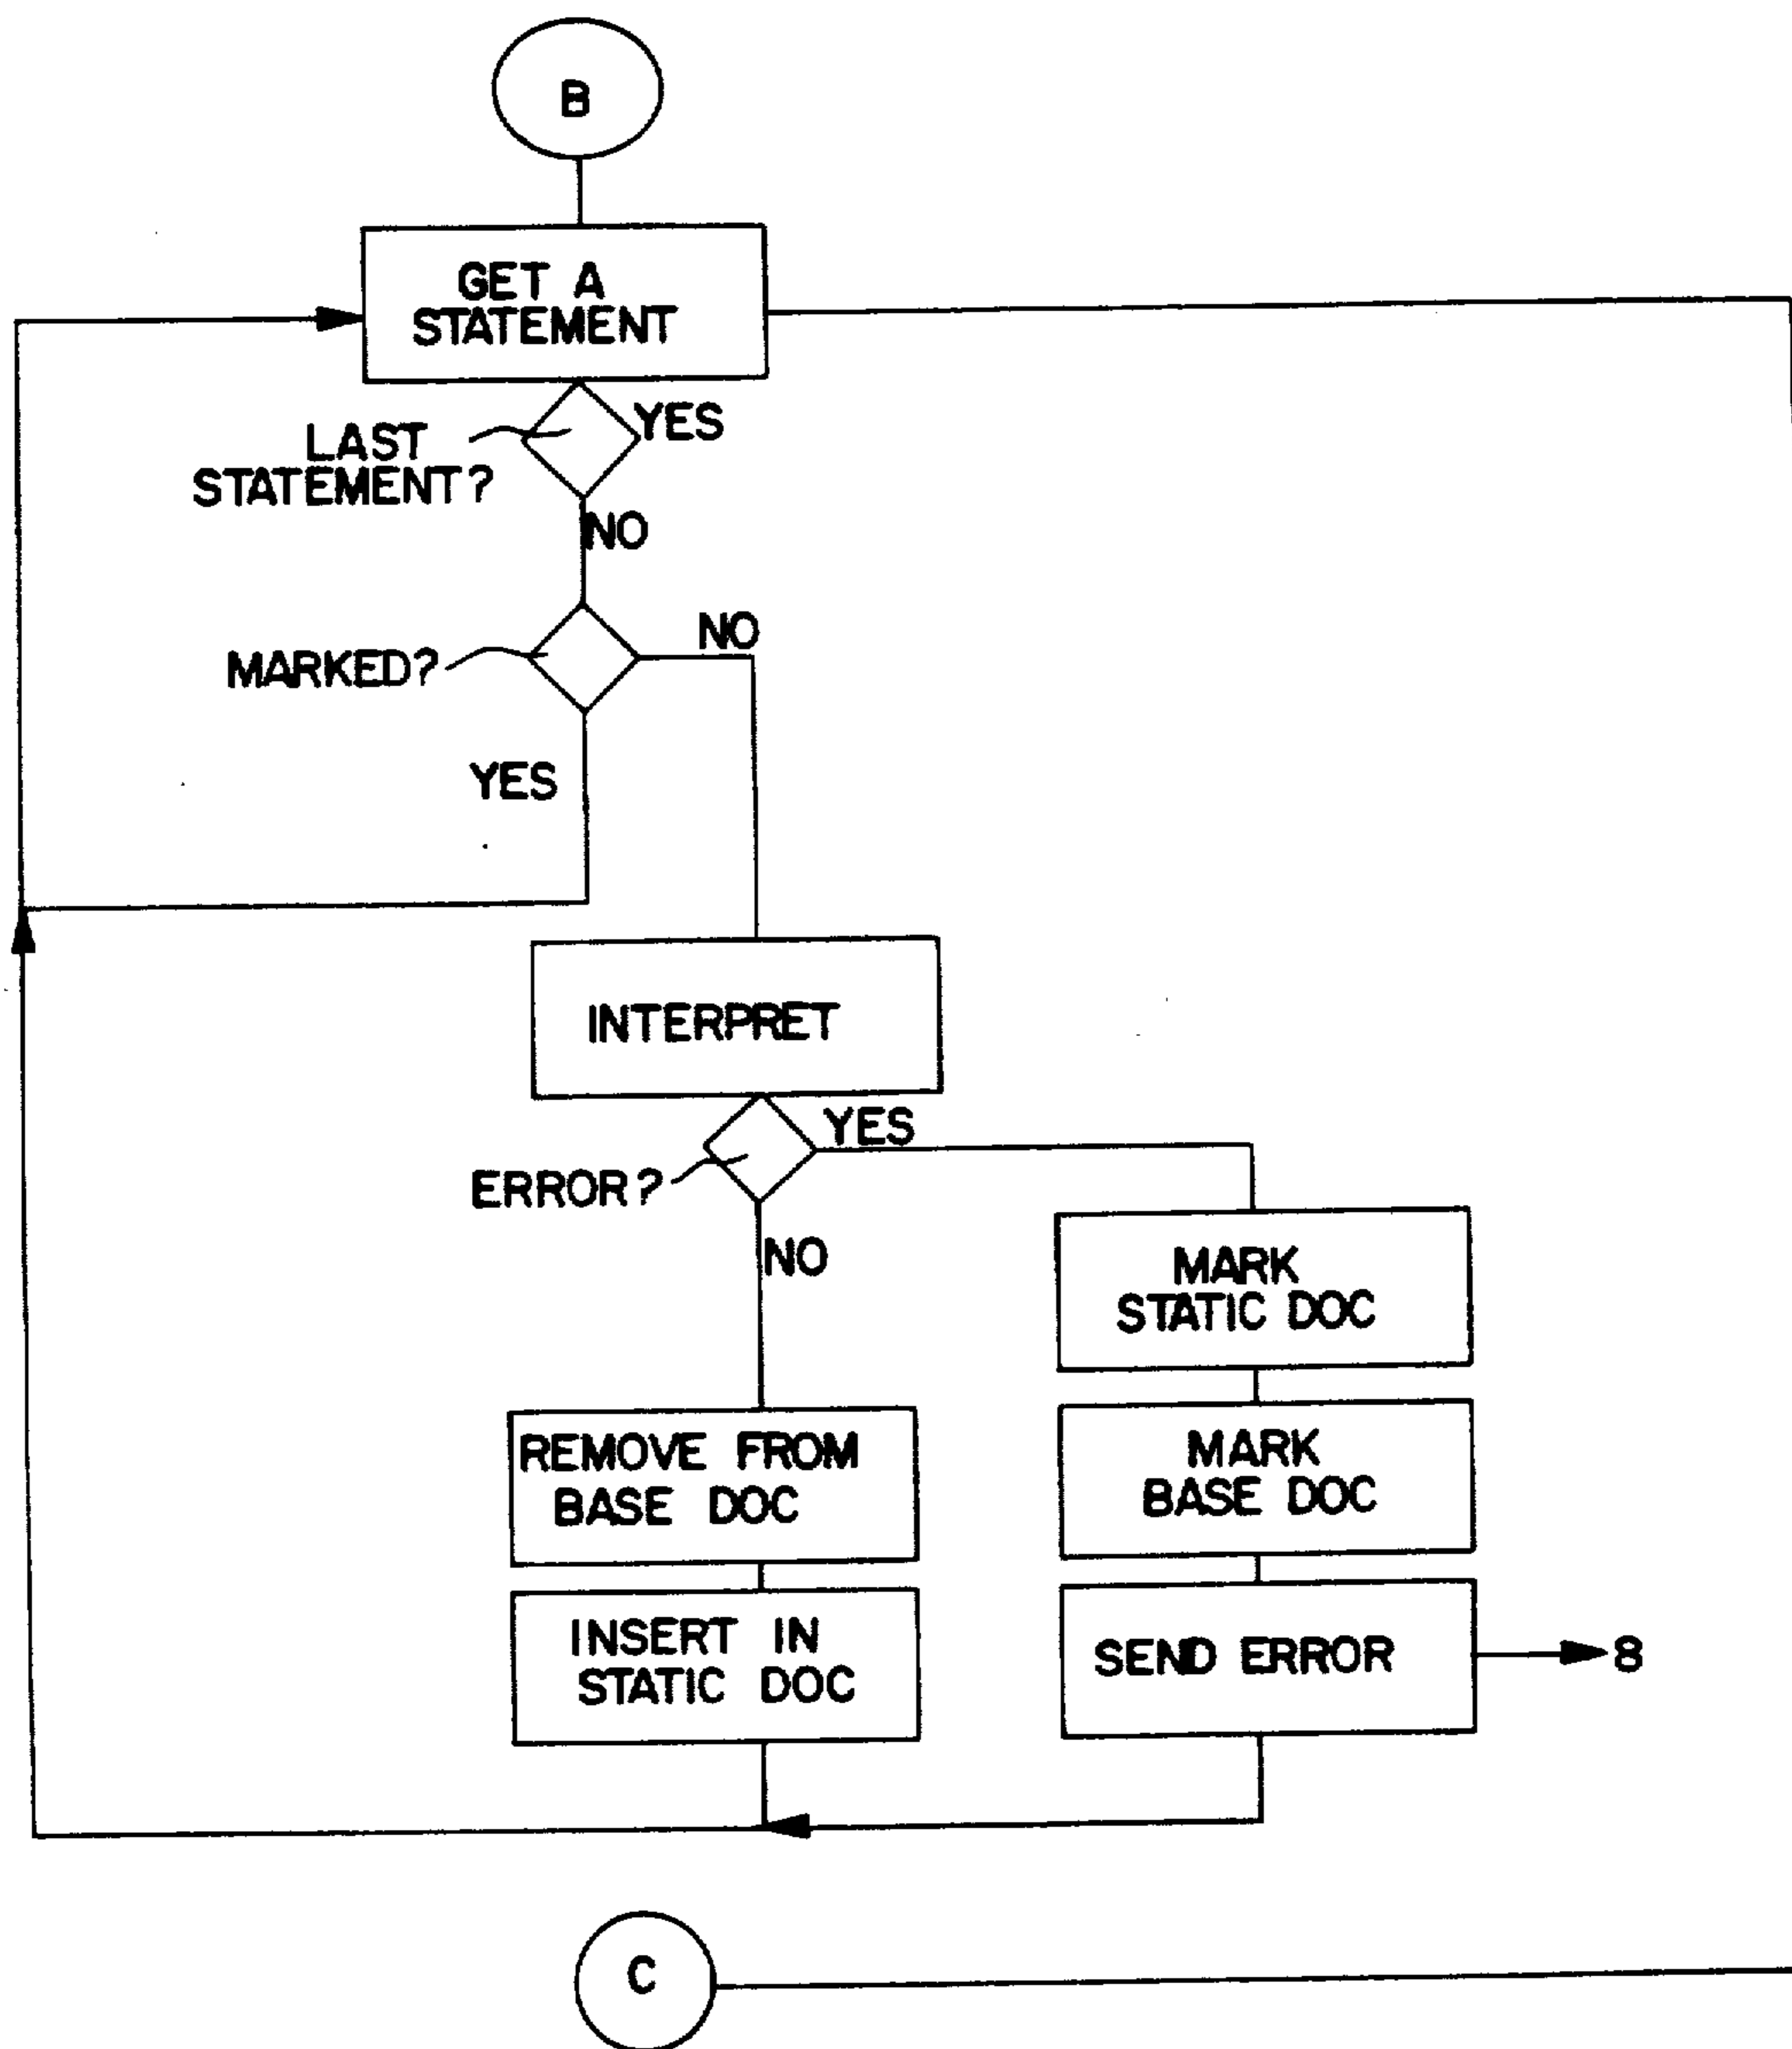 B
GET A
STATEMENT
YES
LAST
STATEMENT?
NO
NO
MARKED?
YES
INTERPRET
YES
ERROR?
NO
MARK
STATIC DOC
REMOVE FROM
BASE DOC
MARK
BASE DOC
INSERT IN
STATIC DOC
SEND ERROR
8
C